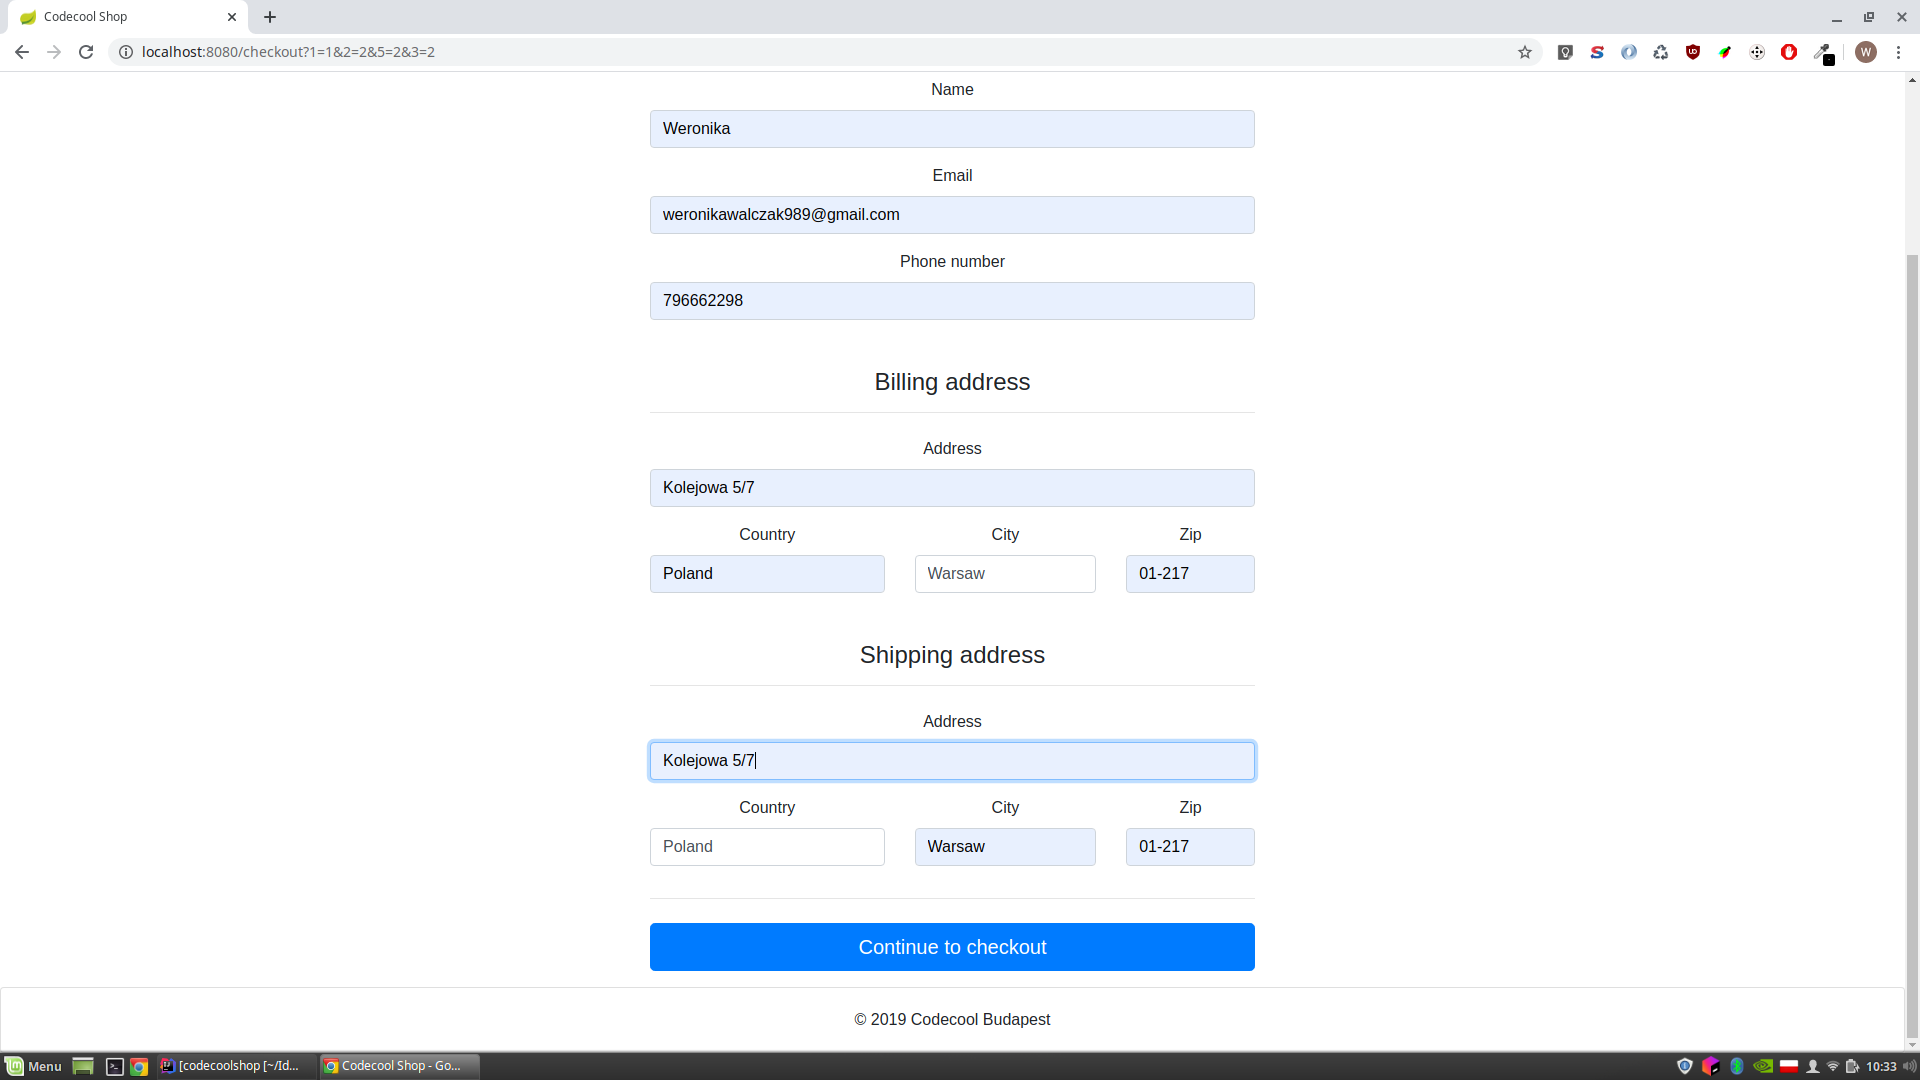 Codecool Shop
localhost:8080/checkout?1=1&2=2&5=2&3=2
W
Name
Weronika
Email
weronikawalczak989@gmail.com
Phone number
796662298
Billing address
Address
Kolejowa 5/7
Country City Zip
Poland Warsaw 01-217
Shipping address
Address
Kolejowa 5/7
Country City Zip
Poland Warsaw 01-217
Continue to checkout
© 2019 Codecool Budapest
Menu [codecoolshop [~/Id... Codecool Shop - Go... 10:33